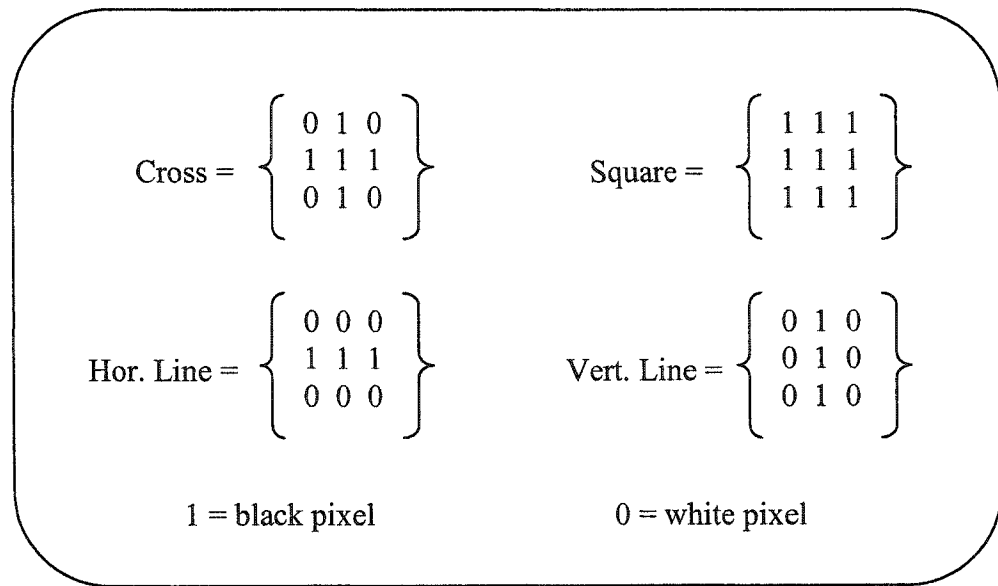 0 1 0
Cross = { 1 1 1 }
0 1 0
1 1 1
Square = { 1 1 1 }
1 1 1
0 0 0
Hor. Line = { 1 1 1 }
0 0 0
0 1 0
Vert. Line = { 0 1 0 }
0 1 0
1 = black pixel
0 = white pixel